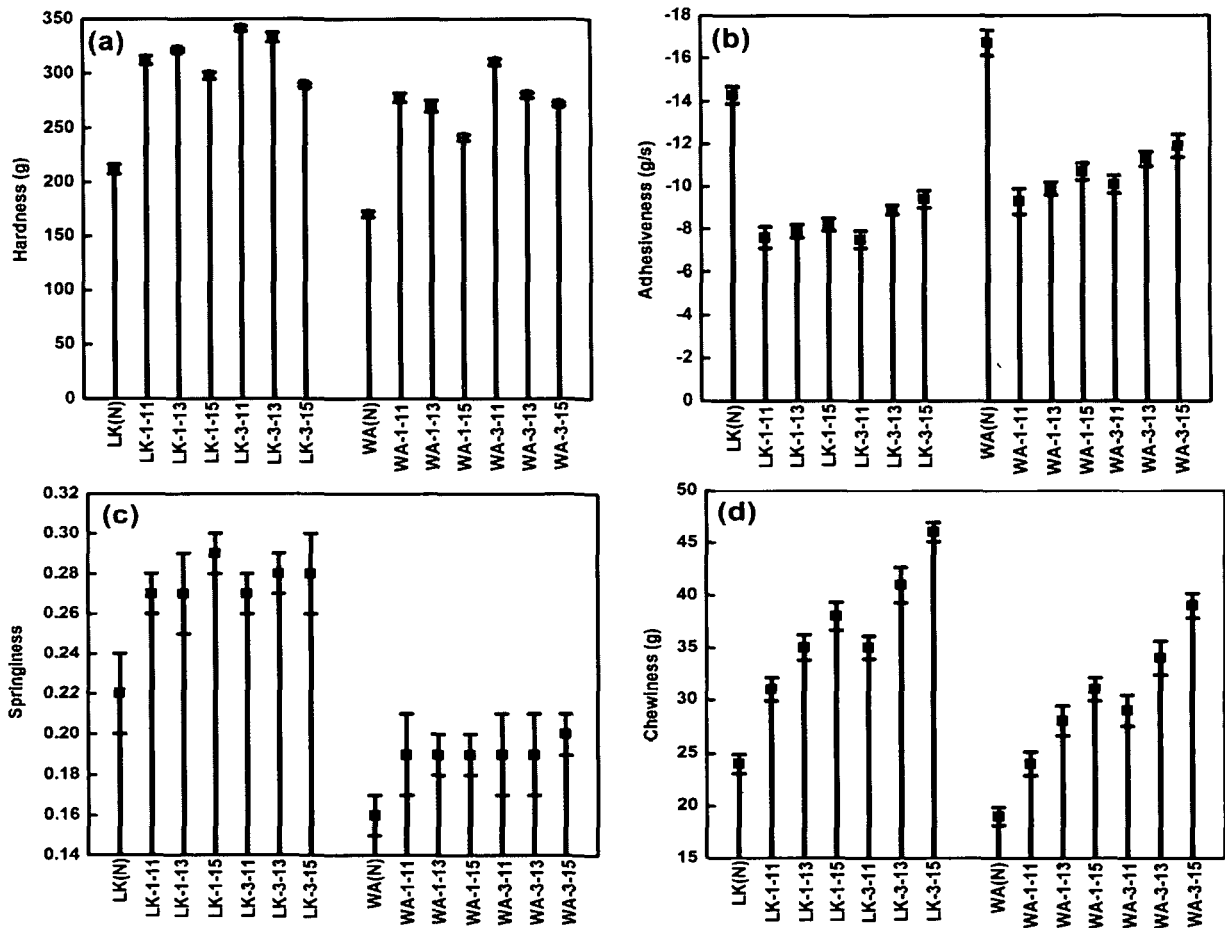 (a)
350
300
250
200
150
100
50
0
Hardness (g)
LK(N)
LK-1-11
LK-1-13
LK-1-15
LK-3-11
LK-3-13
LK-3-15
WA(N)
WA-1-11
WA-1-13
WA-1-15
WA-3-11
WA-3-13
WA-3-15
(b)
-18
-16
-14
-12
-10
-8
-6
-4
-2
0
Adhesiveness (g/s)
LK(N)
LK-1-11
LK-1-13
LK-1-15
LK-3-11
LK-3-13
LK-3-15
WA(N)
WA-1-11
WA-1-13
WA-1-15
WA-3-11
WA-3-13
WA-3-15
(c)
0.32
0.30
0.28
0.26
0.24
0.22
0.20
0.18
0.16
0.14
Springiness
LK(N)
LK-1-11
LK-1-13
LK-1-15
LK-3-11
LK-3-13
LK-3-15
WA(N)
WA-1-11
WA-1-13
WA-1-15
WA-3-11
WA-3-13
WA-3-15
(d)
50
45
40
35
30
25
20
15
Chewiness (g)
LK(N)
LK-1-11
LK-1-13
LK-1-15
LK-3-11
LK-3-13
LK-3-15
WA(N)
WA-1-11
WA-1-13
WA-1-15
WA-3-11
WA-3-13
WA-3-15